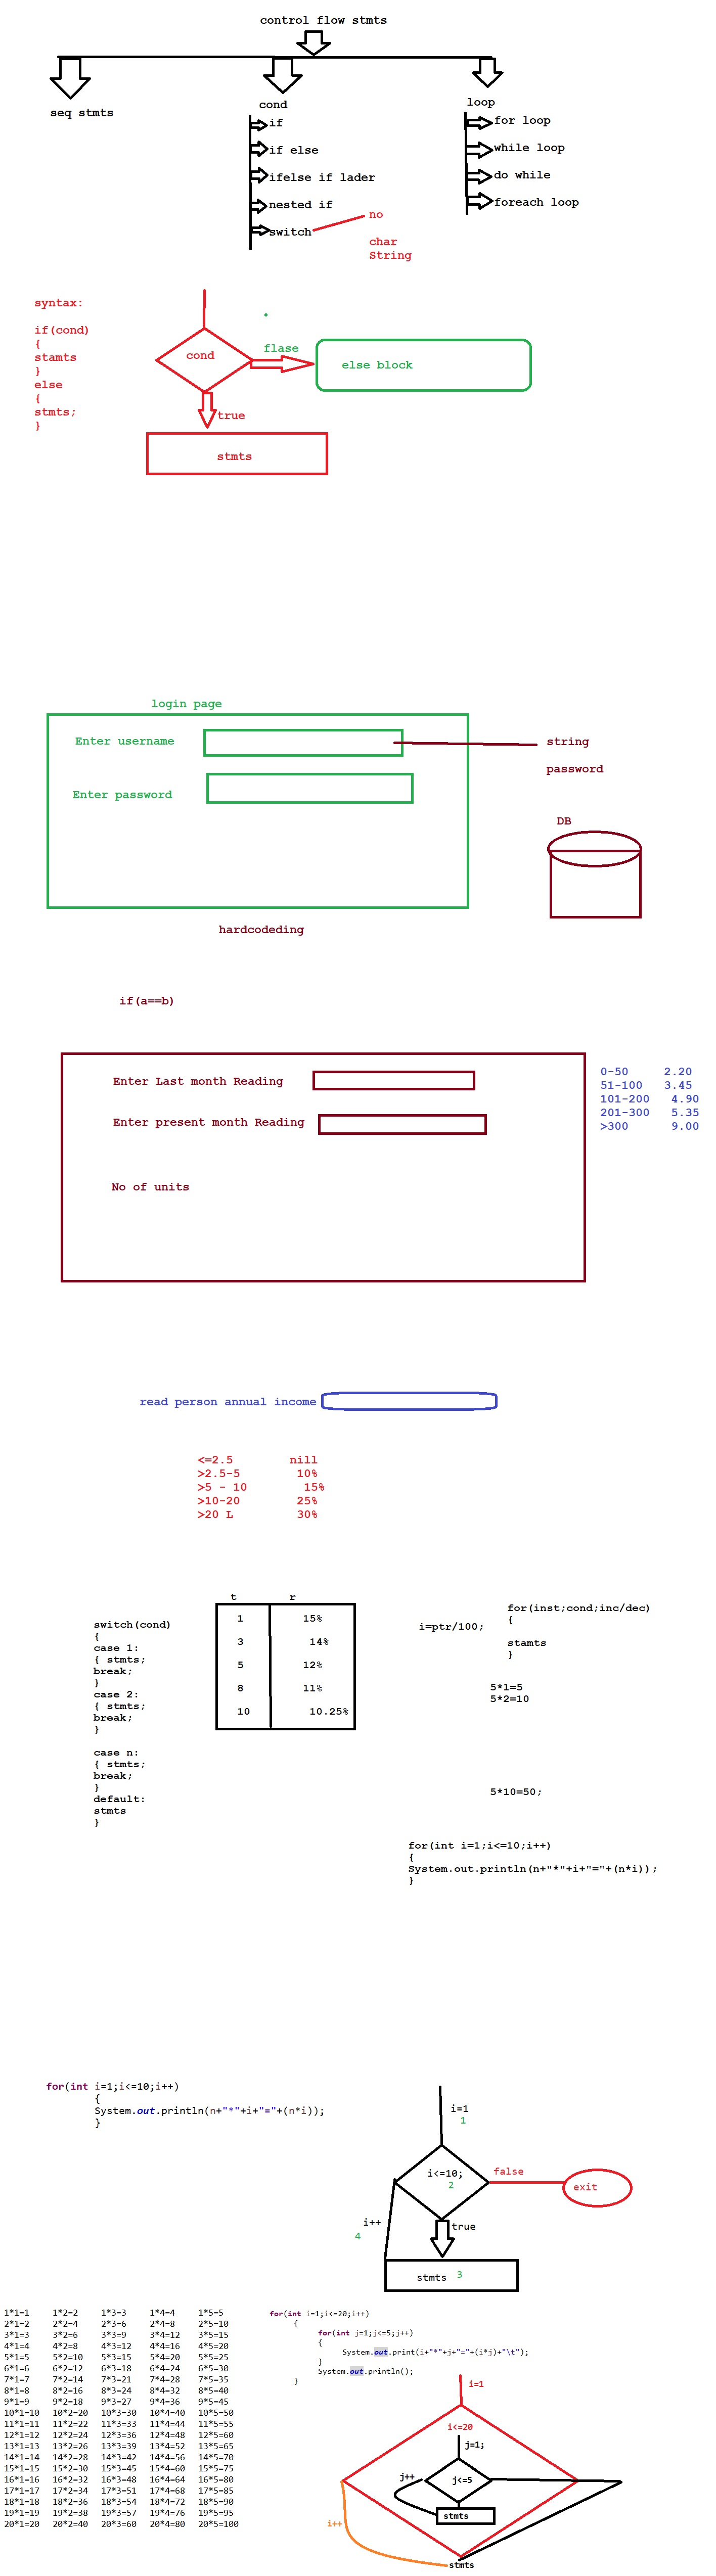 control flow stmts
seq stmts
cond
loop
if
if else
ifelse if lader
nested if
switch
no
char
String
for loop
while loop
do while
foreach loop
syntax:
if(cond)
{
stamts
}
else
{
stmts;
}
cond
flase
else block
true
stmts
login page
Enter username
Enter password
string
password
DB
hardcodeding
if(a==b)
Enter Last month Reading
Enter present month Reading
No of units
0-50 2.20
51-100 3.45
101-200 4.90
201-300 5.35
>300 9.00
read person annual income
<=2.5 nill
>2.5-5 10%
>5 - 10 15%
>10-20 25%
>20 L 30%
switch(cond)
{
case 1:
{ stmts;
break;
}
case 2:
{ stmts;
break;
}
case n:
{ stmts;
break;
}
default:
stmts
}
t r
1 15%
3 14%
5 12%
8 11%
10 10.25%
i=ptr/100;
for(inst;cond;inc/dec)
{
stamts
}
5*1=5
5*2=10
5*10=50;
for(int i=1;i<=10;i++)
{
System.out.println(n+"*"+i+"="+(n*i));
}
for(int i=1;i<=10;i++)
{
System.out.println(n+"*"+i+"="+(n*i));
}
i=1
1
i<=10;
2
false
exit
i++
4
true
stmts 3
1*1=1 1*2=2 1*3=3 1*4=4 1*5=5
2*1=2 2*2=4 2*3=6 2*4=8 2*5=10
3*1=3 3*2=6 3*3=9 3*4=12 3*5=15
4*1=4 4*2=8 4*3=12 4*4=16 4*5=20
5*1=5 5*2=10 5*3=15 5*4=20 5*5=25
6*1=6 6*2=12 6*3=18 6*4=24 6*5=30
7*1=7 7*2=14 7*3=21 7*4=28 7*5=35
8*1=8 8*2=16 8*3=24 8*4=32 8*5=40
9*1=9 9*2=18 9*3=27 9*4=36 9*5=45
10*1=10 10*2=20 10*3=30 10*4=40 10*5=50
11*1=11 11*2=22 11*3=33 11*4=44 11*5=55
12*1=12 12*2=24 12*3=36 12*4=48 12*5=60
13*1=13 13*2=26 13*3=39 13*4=52 13*5=65
14*1=14 14*2=28 14*3=42 14*4=56 14*5=70
15*1=15 15*2=30 15*3=45 15*4=60 15*5=75
16*1=16 16*2=32 16*3=48 16*4=64 16*5=80
17*1=17 17*2=34 17*3=51 17*4=68 17*5=85
18*1=18 18*2=36 18*3=54 18*4=72 18*5=90
19*1=19 19*2=38 19*3=57 19*4=76 19*5=95
20*1=20 20*2=40 20*3=60 20*4=80 20*5=100
for(int i=1;i<=20;i++)
{
for(int j=1;j<=5;j++)
{
System.out.print(i+"*"+j+"="+(i*j)+"\t");
}
System.out.println();
}
i=1
i<=20
j=1;
j++
j<=5
stmts
i++
stmts